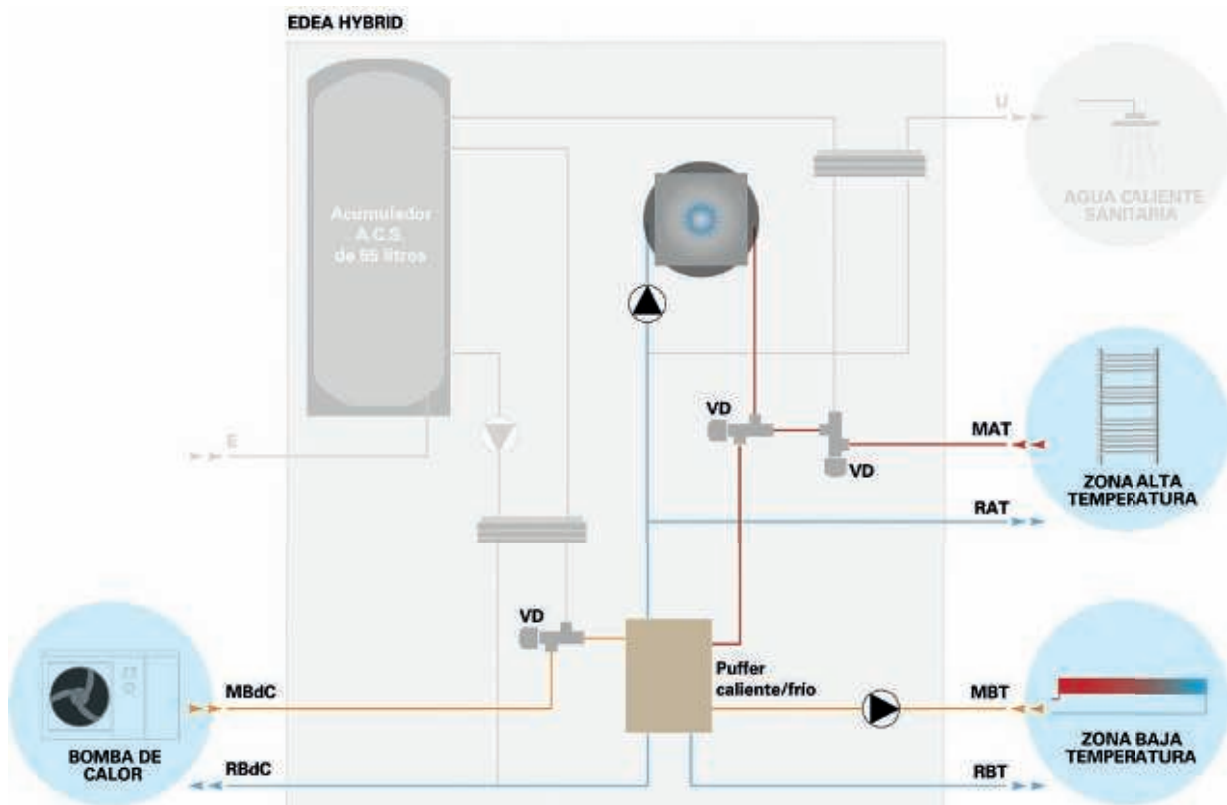 EDEA HYBRID
U
Acumulador
A.C.S.
de 55 litros
AGUA CALIENTE
SANITARIA
VD
MAT
VD
ZONA ALTA
TEMPERATURA
E
RAT
VD
Puffer
caliente/frío
MBdC
MBT
BOMBA DE
CALOR
ZONA BAJA
TEMPERATURA
RBdC
RBT